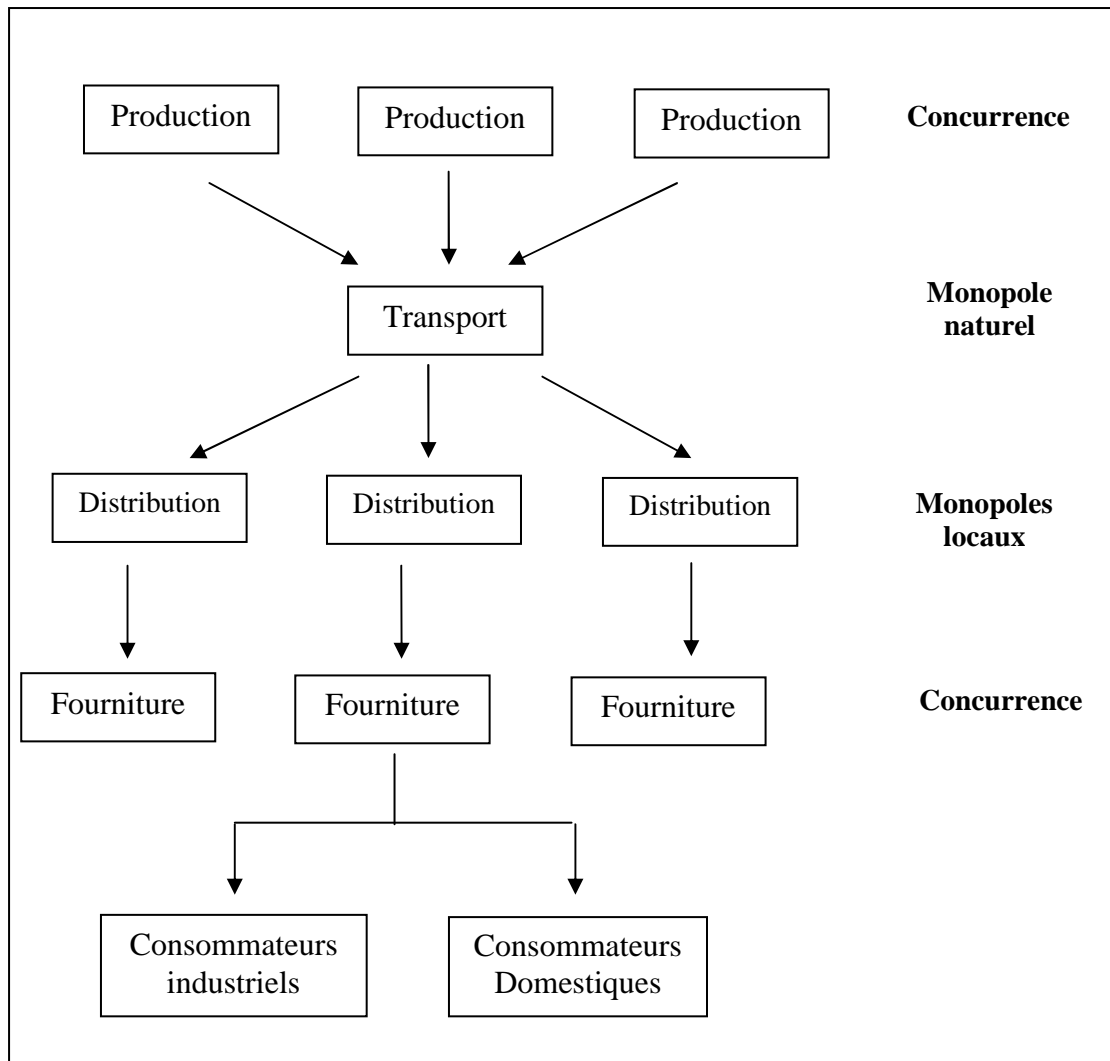 Production
Production
Production
Concurrence
Transport
Monopole
naturel
Distribution
Distribution
Distribution
Monopoles
locaux
Fourniture
Fourniture
Fourniture
Concurrence
Consommateurs
industriels
Consommateurs
Domestiques